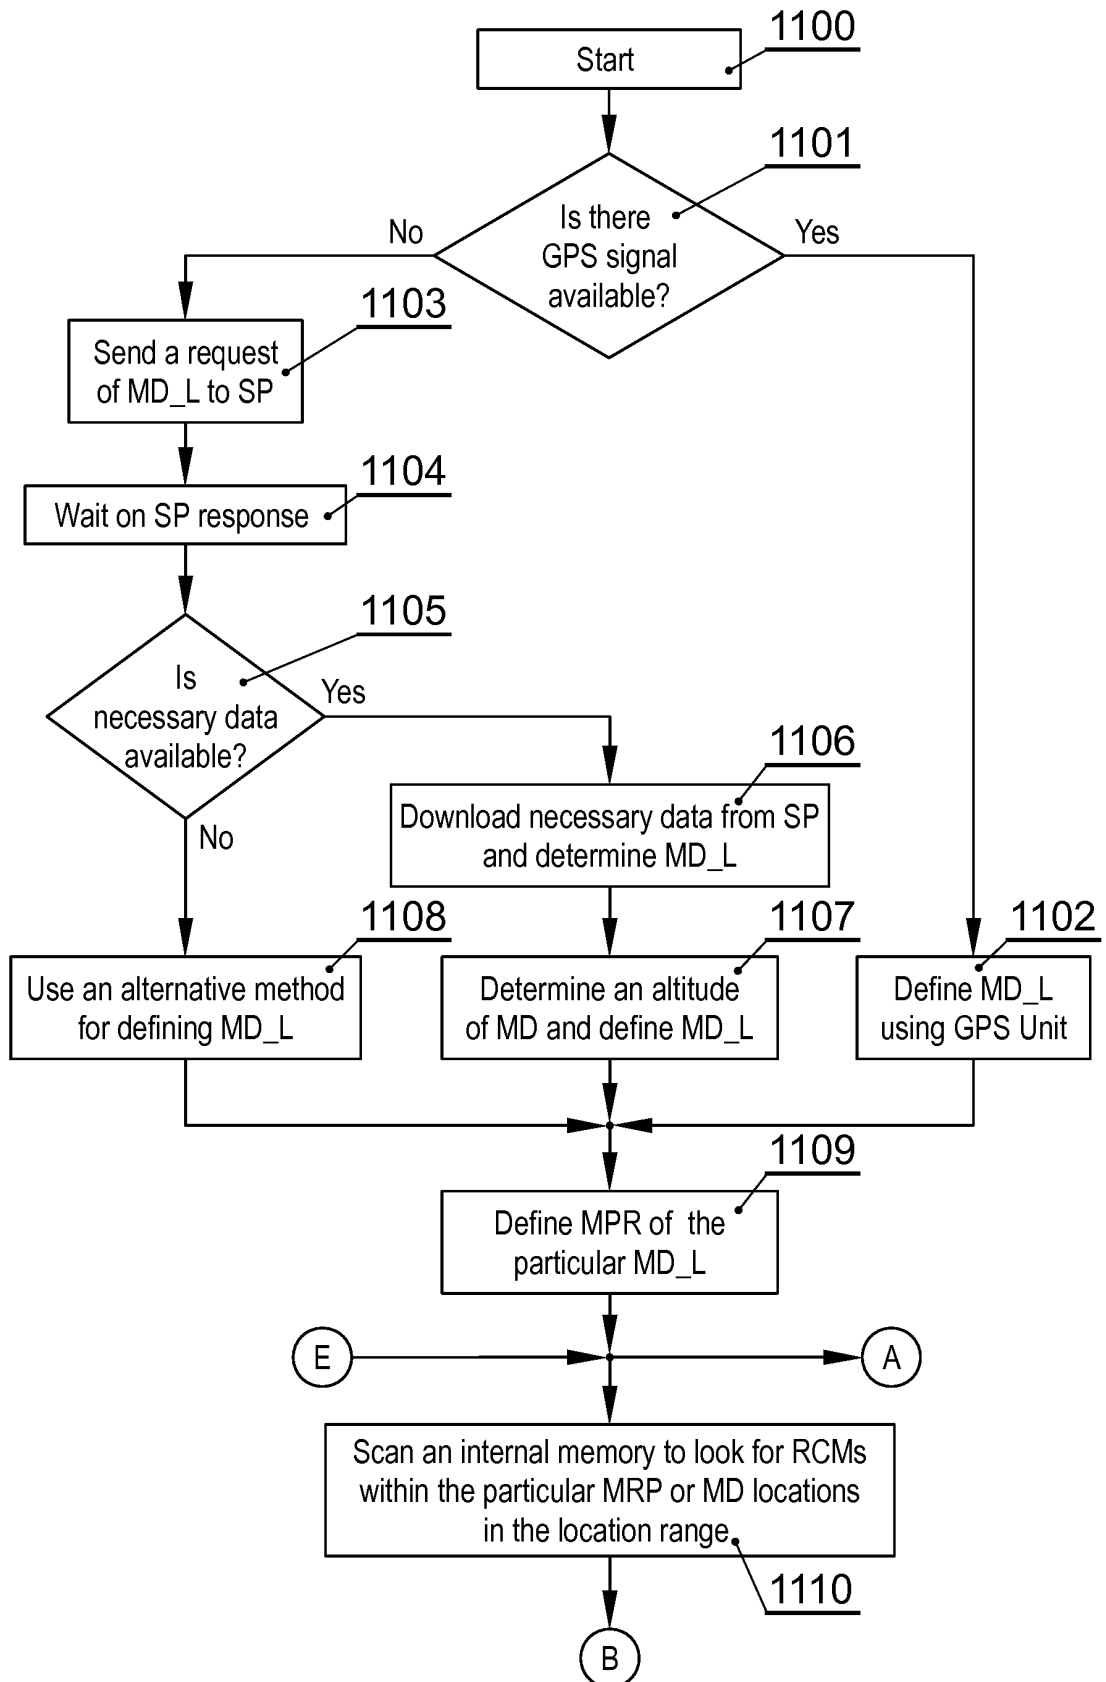 1100
Start
1101
Is there
GPS signal
available?
No
Yes
1103
Send a request
of MD_L to SP
1104
Wait on SP response
1105
Is
necessary data
available?
Yes
No
1106
Download necessary data from SP
and determine MD_L
1108
Use an alternative method
for defining MD_L
1107
Determine an altitude
of MD and define MD_L
1102
Define MD_L
using GPS Unit
1109
Define MPR of the
particular MD_L
E
A
Scan an internal memory to look for RCMs
within the particular MRP or MD locations
in the location range
1110
B